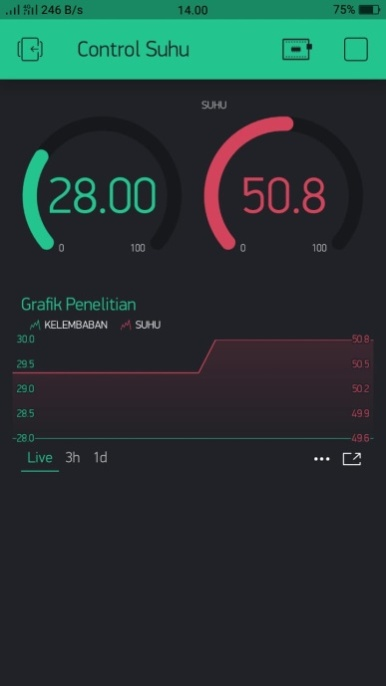 246 B/s 14.00 75%
Control Suhu
SUHU
28.00 50.8
0 100 0 100
Grafik Penelitian
KELEMBABAN SUHU
30.0 50.8
29.5 50.5
29.0 50.2
28.5 49.9
28.0 49.6
Live 3h 1d